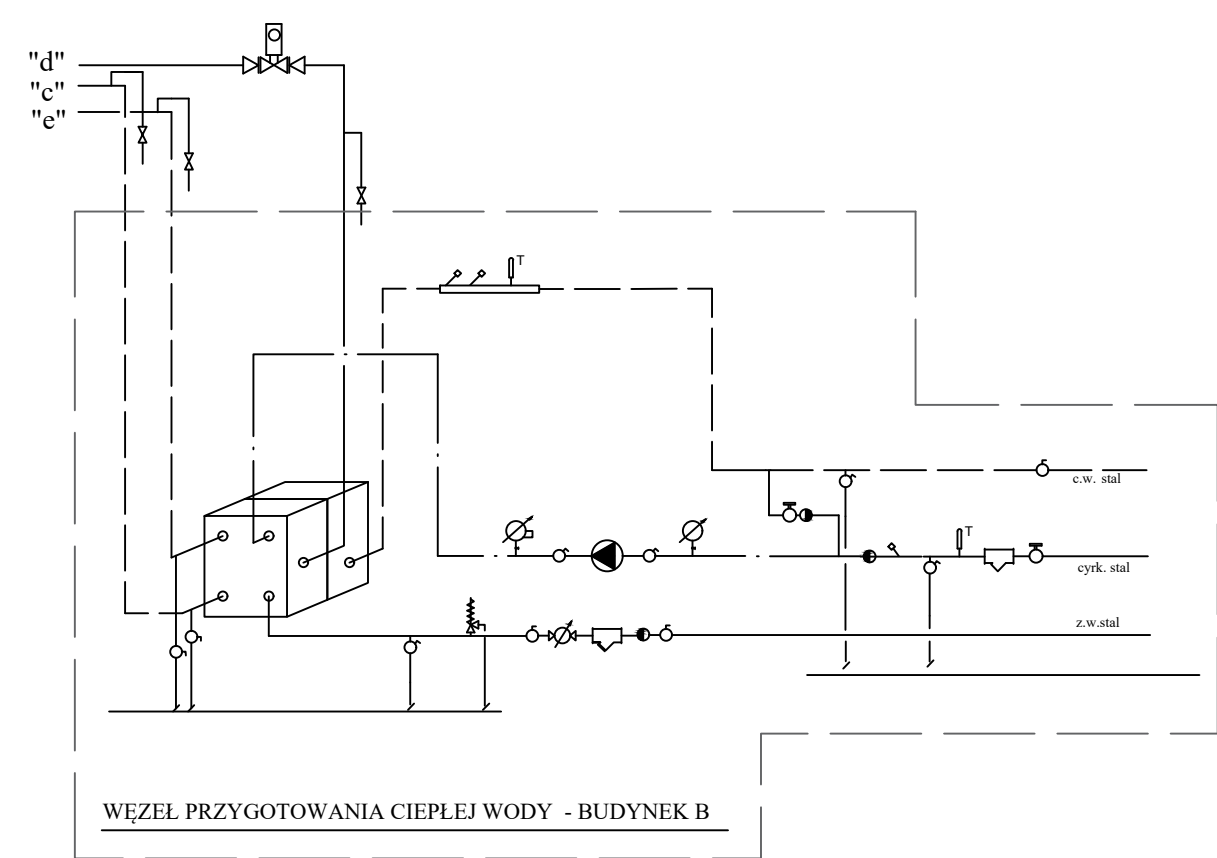 "d"
"c"
"e"
T
c.w. stal
T
cyrk. stal
z.w.stal
WĘZEŁ PRZYGOTOWANIA CIEPŁEJ WODY - BUDYNEK B